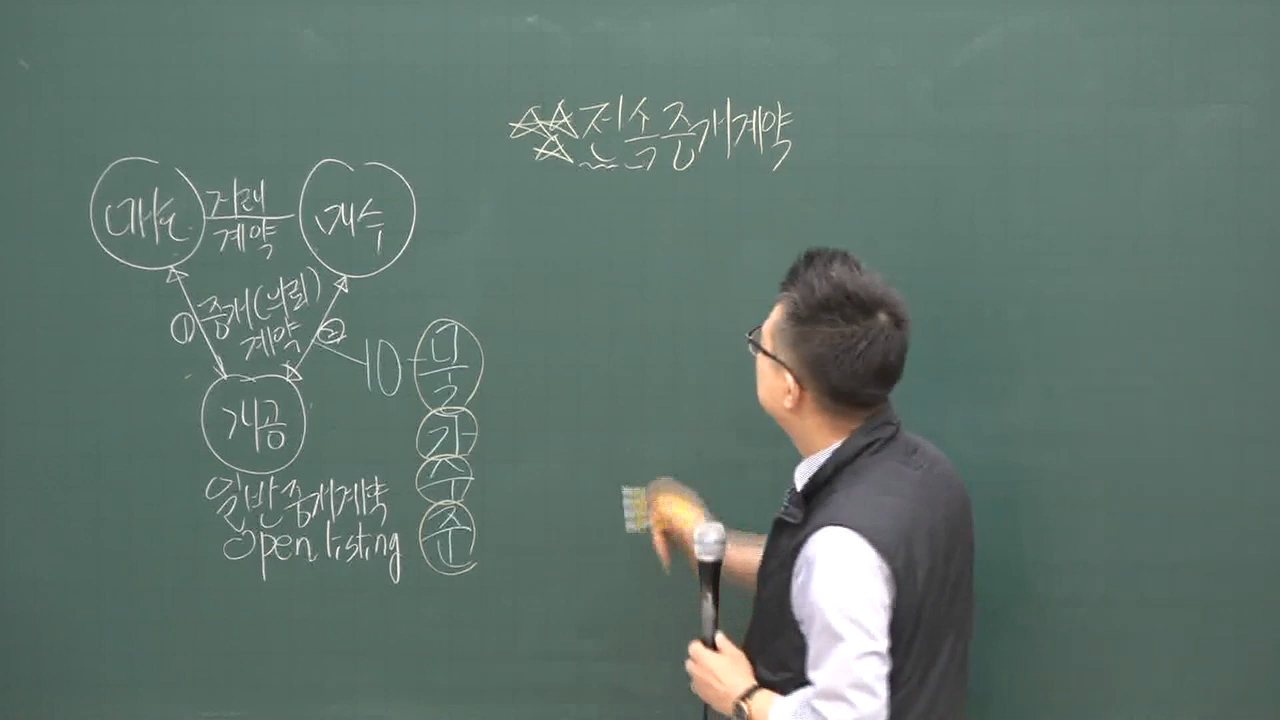 전속중개계약
매도
거래
계약
매수
중개(의뢰)
계약
①
②
10
물
가
수
준
개공
일반중개계약
Open listing